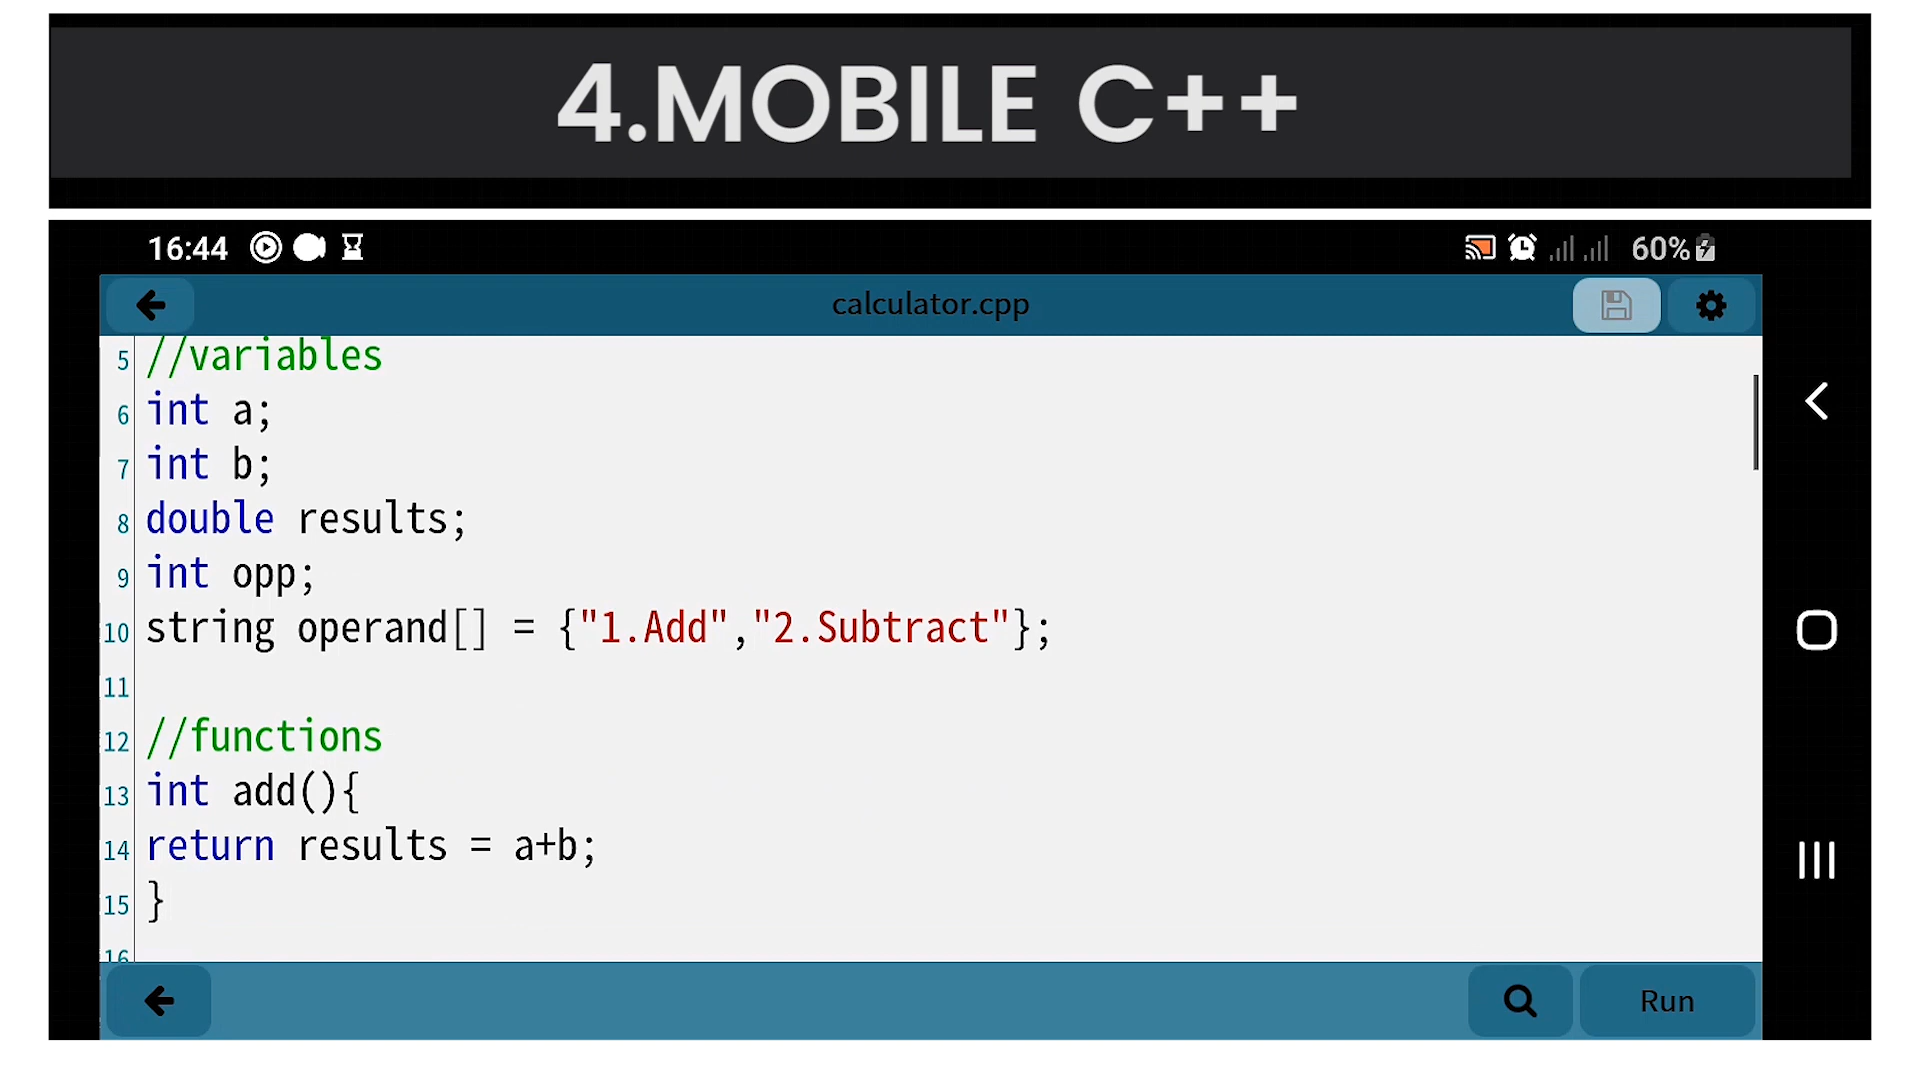 4.MOBILE C++
16:44 60%
calculator.cpp
5 //variables
6 int a;
7 int b;
8 double results;
9 int opp;
10 string operand[] = {"1.Add","2.Subtract"};
11
12 //functions
13 int add(){
14 return results = a+b;
15 }
16
Run